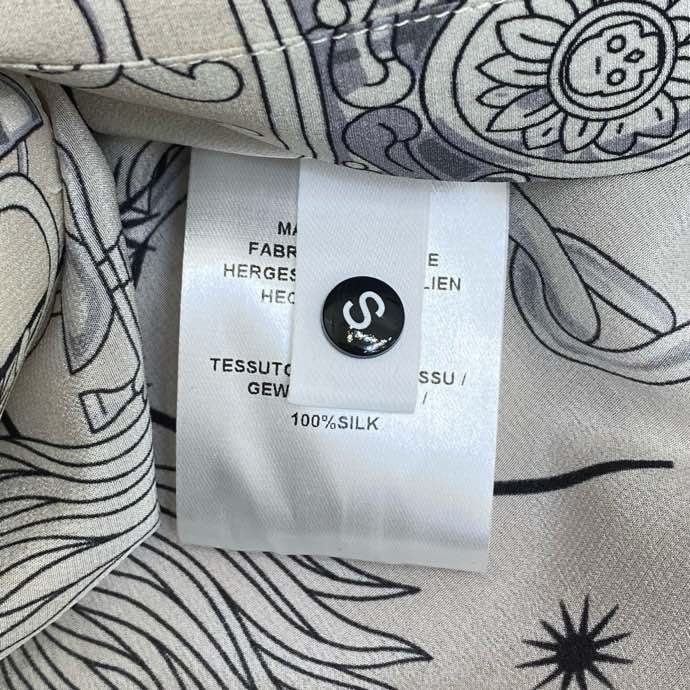 MA
FABR E
HERGES LIEN
HEC
S
TESSUTO SSU /
GEW /
100%SILK